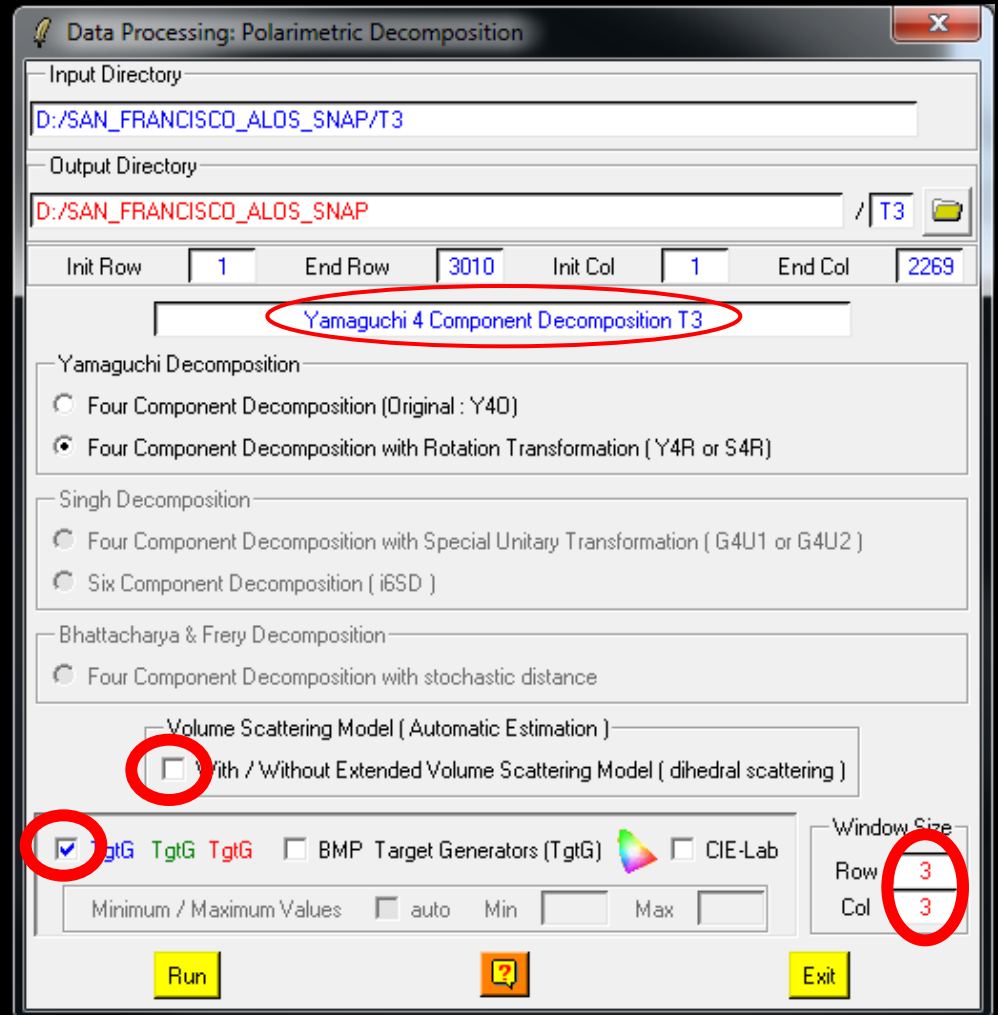 Data Processing: Polarimetric Decomposition
Input Directory
D:/SAN_FRANCISCO_ALOS_SNAP/T3
Output Directory
D:/SAN_FRANCISCO_ALOS_SNAP / T3
Init Row 1 End Row 3010 Init Col 1 End Col 2269
Yamaguchi 4 Component Decomposition T3
Yamaguchi Decomposition
Four Component Decomposition (Original : Y4O)
Four Component Decomposition with Rotation Transformation ( Y4R or S4R)
Singh Decomposition
Four Component Decomposition with Special Unitary Transformation ( G4U1 or G4U2 )
Six Component Decomposition ( i6SD )
Bhattacharya & Frery Decomposition
Four Component Decomposition with stochastic distance
Volume Scattering Model ( Automatic Estimation )
With / Without Extended Volume Scattering Model ( dihedral scattering )
TgtG TgtG TgtG BMP Target Generators (TgtG) CIE-Lab
Minimum / Maximum Values auto Min Max
Window Size
Row 3
Col 3
Run ? Exit